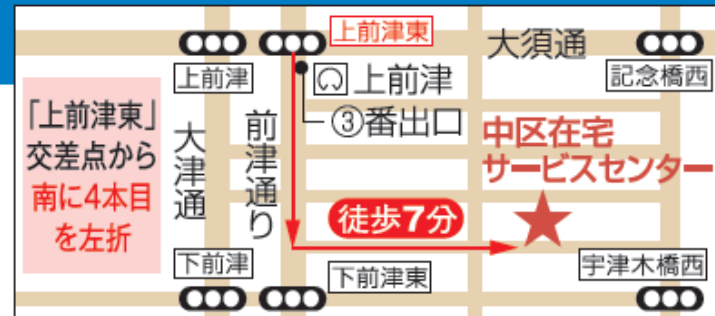 上前津東
大須通
上前津
上前津
記念橋西
③番出口
「上前津東」
交差点から
南に4本目
を左折
大津通
前津通り
中区在宅
サービスセンター
徒歩7分
下前津
下前津東
宇津木橋西